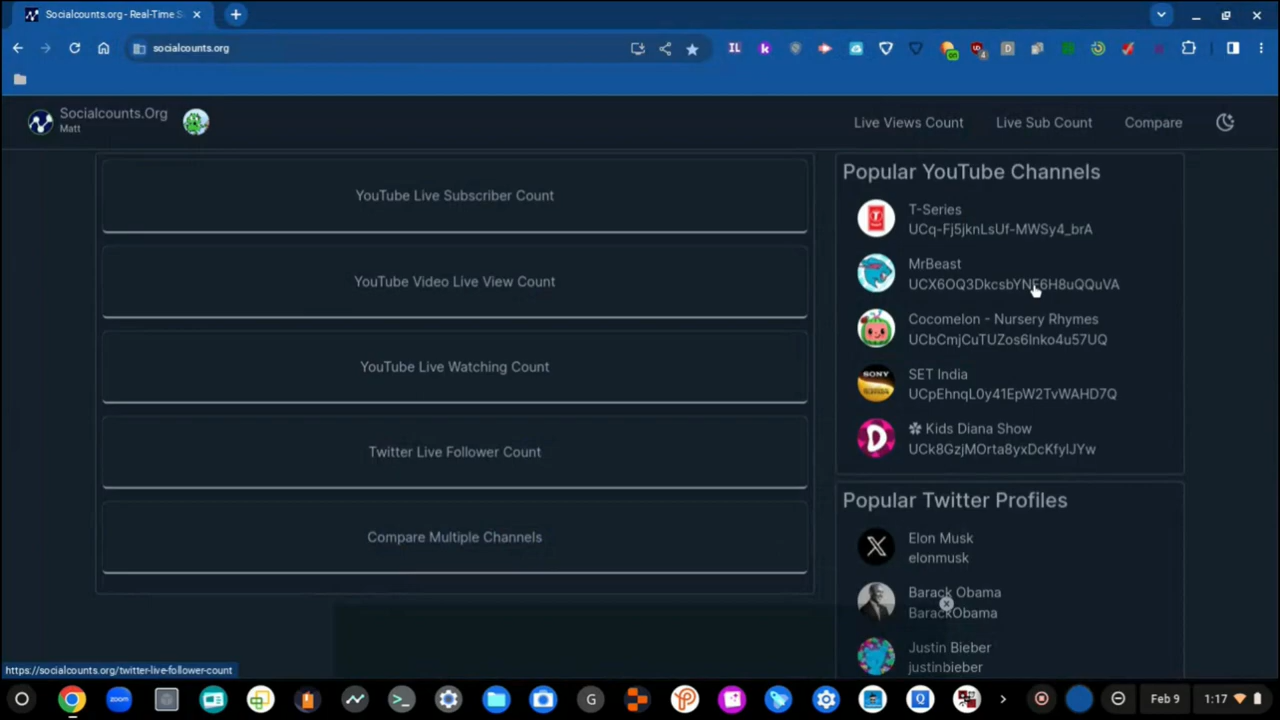 Socialcounts.org - Real-Time S
socialcounts.org
Socialcounts.Org
Matt
Live Views Count
Live Sub Count
Compare
YouTube Live Subscriber Count
YouTube Video Live View Count
YouTube Live Watching Count
Twitter Live Follower Count
Compare Multiple Channels
Popular YouTube Channels
T-Series
UCq-Fj5jknLsUf-MWSy4_brA
MrBeast
UCX6OQ3DkcsbYNE6H8uQQuVA
Cocomelon - Nursery Rhymes
UCbCmjCuTUZos6Inko4u57UQ
SET India
UCpEhnqL0y41EpW2TvWAHD7Q
✿ Kids Diana Show
UCk8GzjMOrta8yxDcKfylJYw
Popular Twitter Profiles
Elon Musk
elonmusk
Barack Obama
BarackObama
Justin Bieber
justinbieber
https://socialcounts.org/twitter-live-follower-count
zoom
Feb 9
1:17